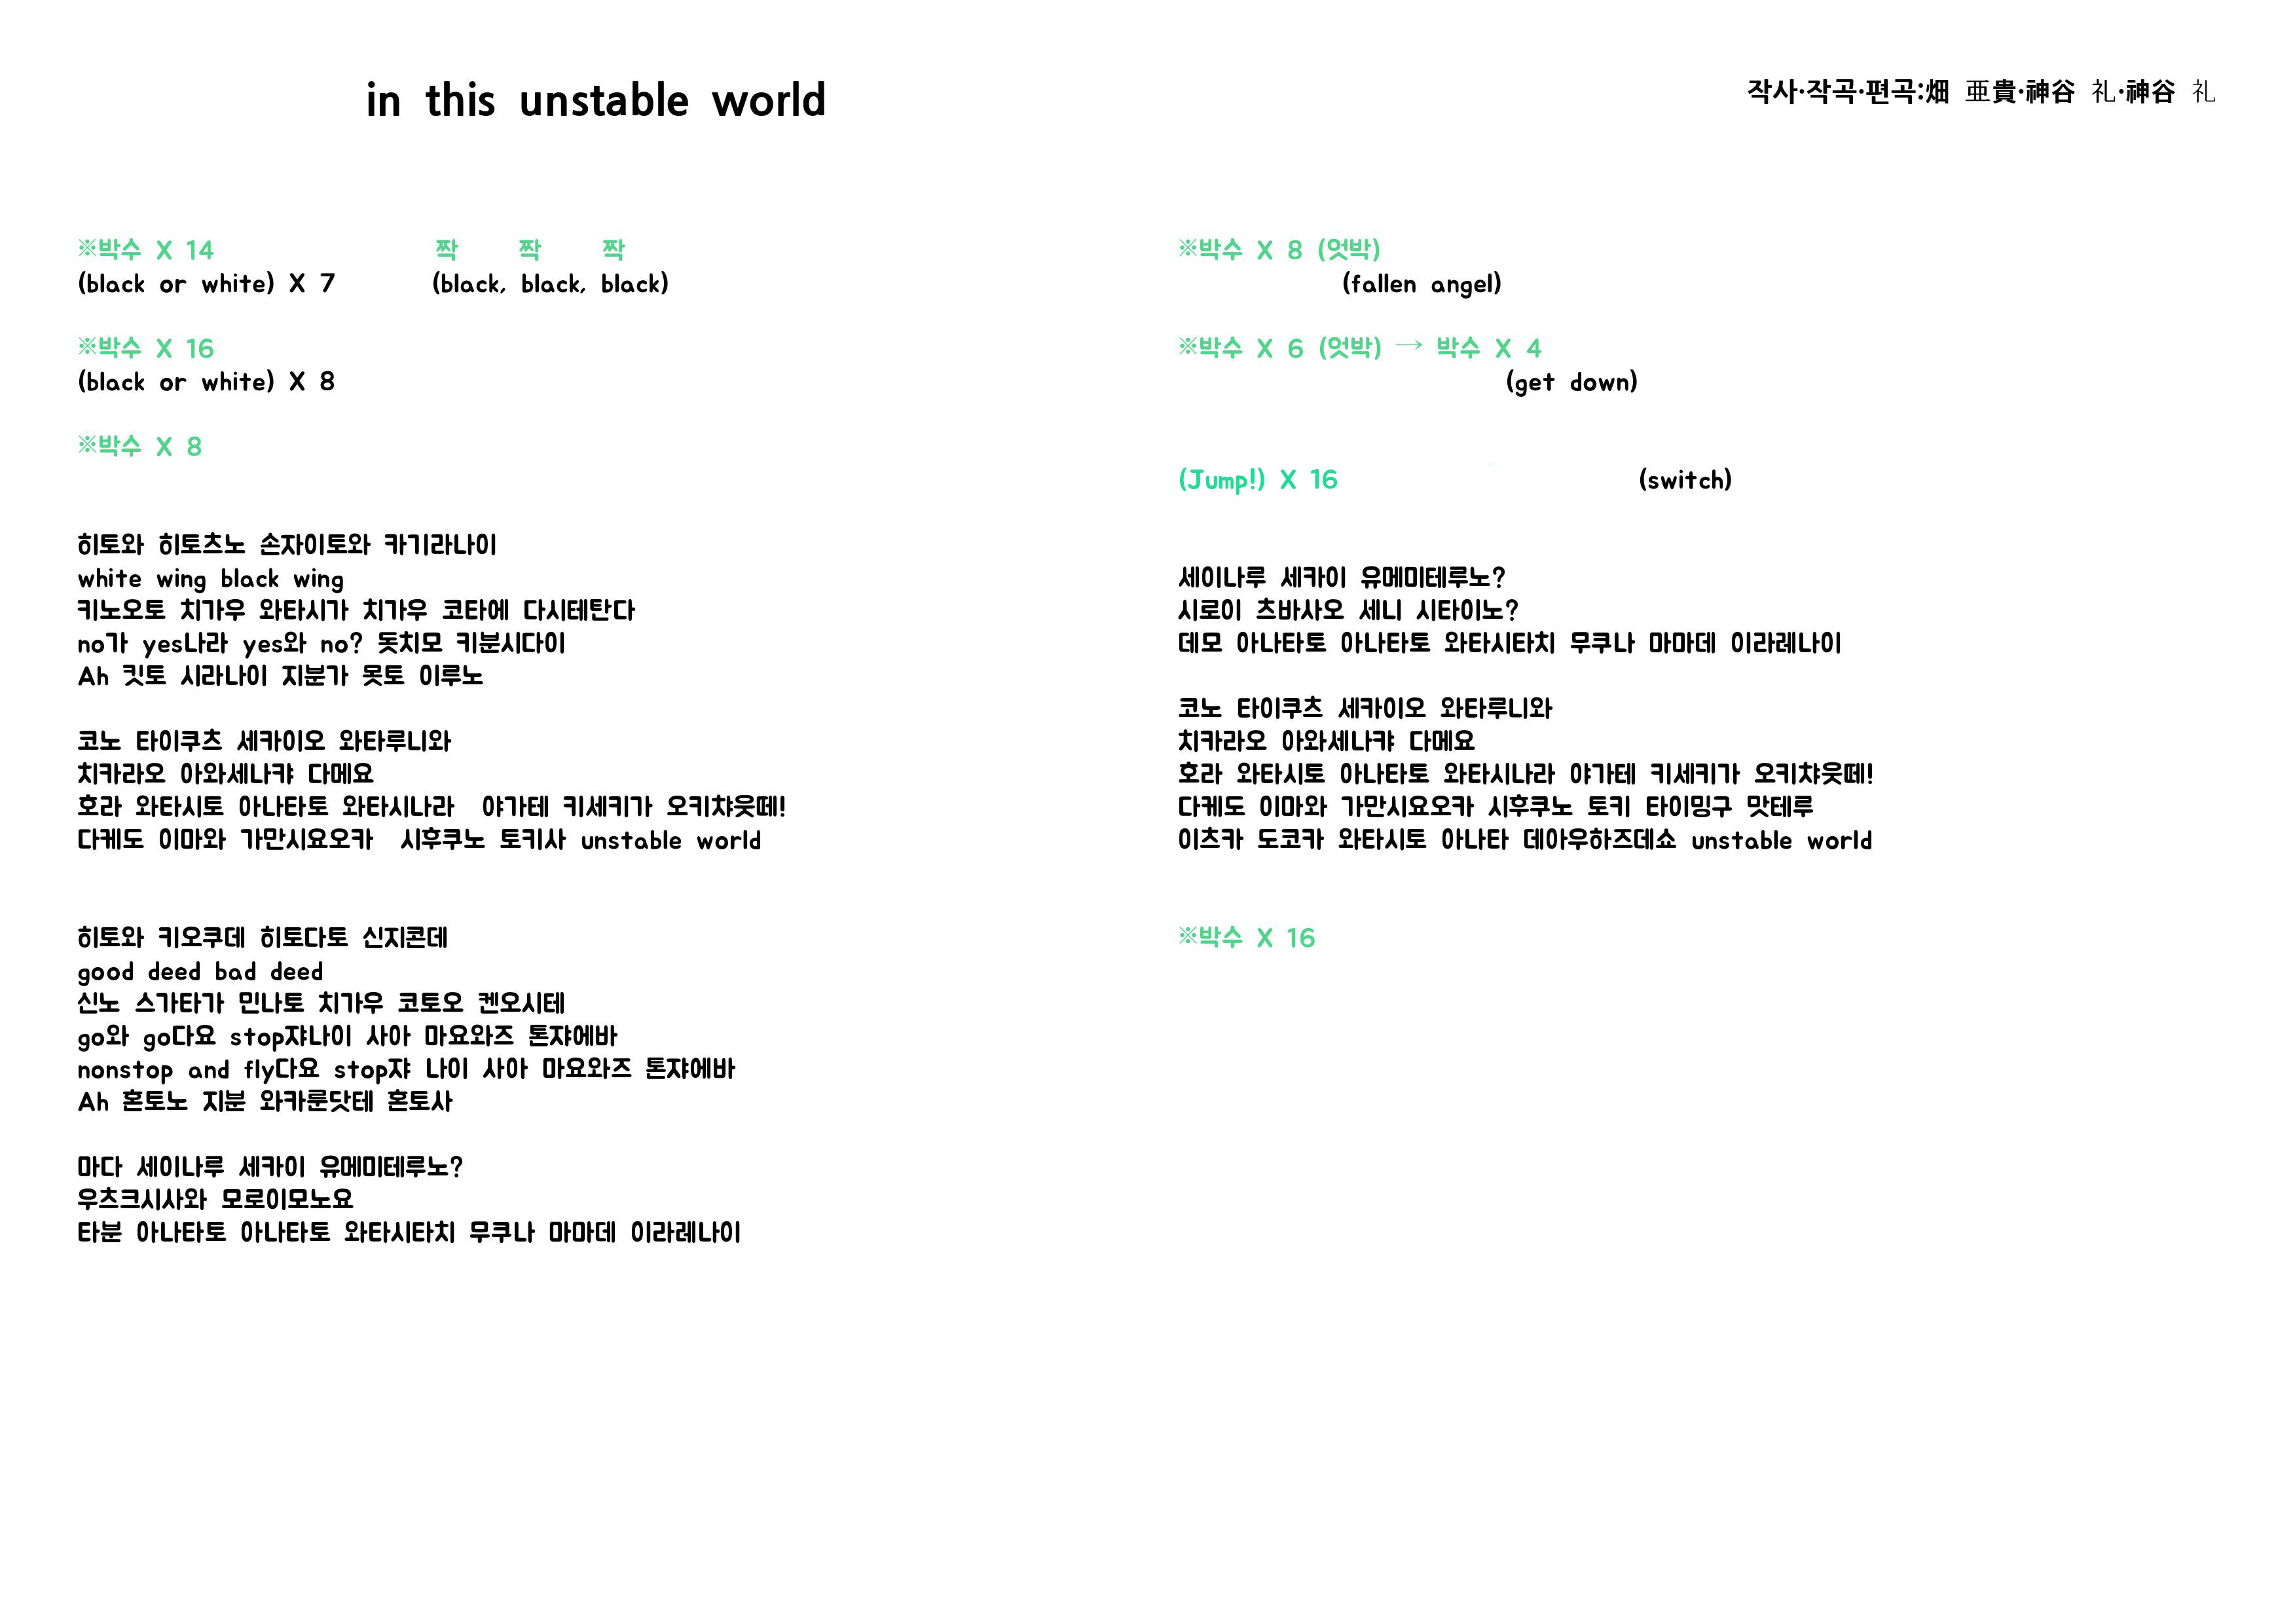 in this unstable world
작사·작곡·편곡:畑 亜貴·神谷 礼·神谷 礼
※박수 X 14 짝 짝 짝
(black or white) X 7 (black, black, black)
※박수 X 16
(black or white) X 8
※박수 X 8
히토와 히토츠노 손자이토와 카기라나이
white wing black wing
키노오토 치가우 와타시가 치가우 코타에 다시테탄다
no가 yes나라 yes와 no? 돗치모 키분시다이
Ah 킷토 시라나이 지분가 못토 이루노
코노 타이쿠츠 세카이오 와타루니와
치카라오 아와세나캬 다메요
호라 와타시토 아나타토 와타시나라 야가테 키세키가 오키챠웃떼!
다케도 이마와 가만시요오카 시후쿠노 토키사 unstable world
히토와 키오쿠데 히토다토 신지콘데
good deed bad deed
신노 스가타가 민나토 치가우 코토오 켄오시테
go와 go다요 stop쟈나이 사아 마요와즈 톤쟈에바
nonstop and fly다요 stop쟈 나이 사아 마요와즈 톤쟈에바
Ah 혼토노 지분 와카룬닷테 혼토사
마다 세이나루 세카이 유메미테루노?
우츠크시사와 모로이모노요
타분 아나타토 아나타토 와타시타치 무쿠나 마마데 이라레나이
※박수 X 8 (엇박)
(fallen angel)
※박수 X 6 (엇박) → 박수 X 4
(get down)
(Jump!) X 16 (switch)
세이나루 세카이 유메미테루노?
시로이 츠바사오 세니 시타이노?
데모 아나타토 아나타토 와타시타치 무쿠나 마마데 이라레나이
코노 타이쿠츠 세카이오 와타루니와
치카라오 아와세나캬 다메요
호라 와타시토 아나타토 와타시나라 야가테 키세키가 오키챠웃떼!
다케도 이마와 가만시요오카 시후쿠노 토키 타이밍구 맛테루
이츠카 도코카 와타시토 아나타 데아우하즈데쇼 unstable world
※박수 X 16